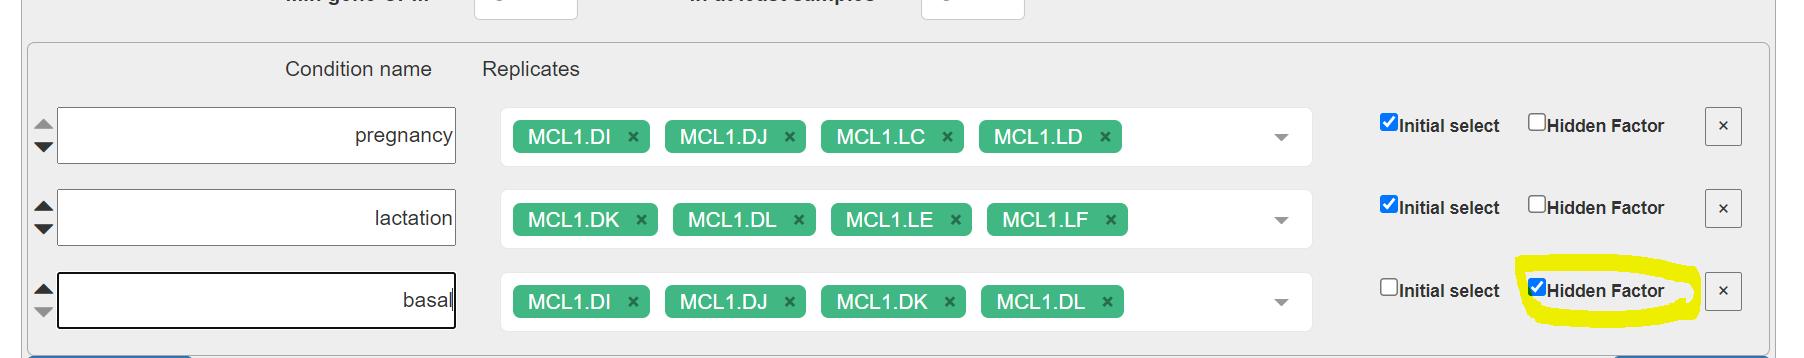 Condition name Replicates
pregnancy MCL1.DI × MCL1.DJ × MCL1.LC × MCL1.LD × Initial select Hidden Factor ×
lactation MCL1.DK × MCL1.DL × MCL1.LE × MCL1.LF × Initial select Hidden Factor ×
basal MCL1.DI × MCL1.DJ × MCL1.DK × MCL1.DL × Initial select Hidden Factor ×